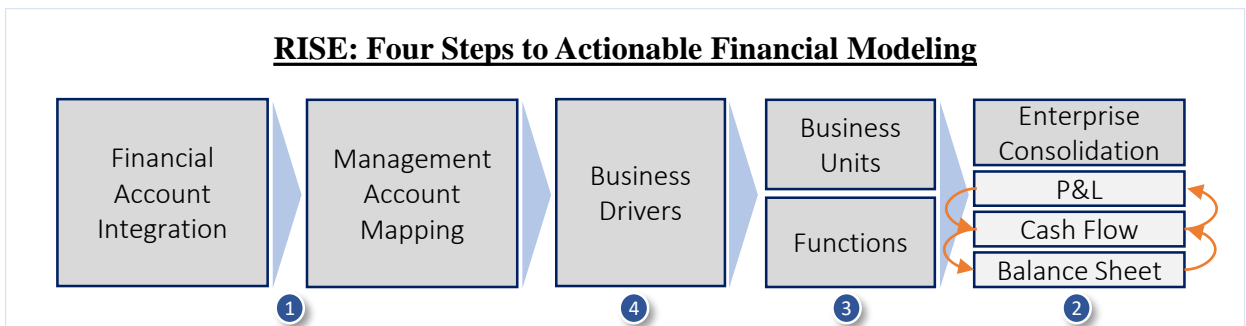 RISE: Four Steps to Actionable Financial Modeling
Financial
Account
Integration
Management
Account
Mapping
Business
Drivers
Business
Units
Functions
Enterprise
Consolidation
P&L
Cash Flow
Balance Sheet
1
4
3
2